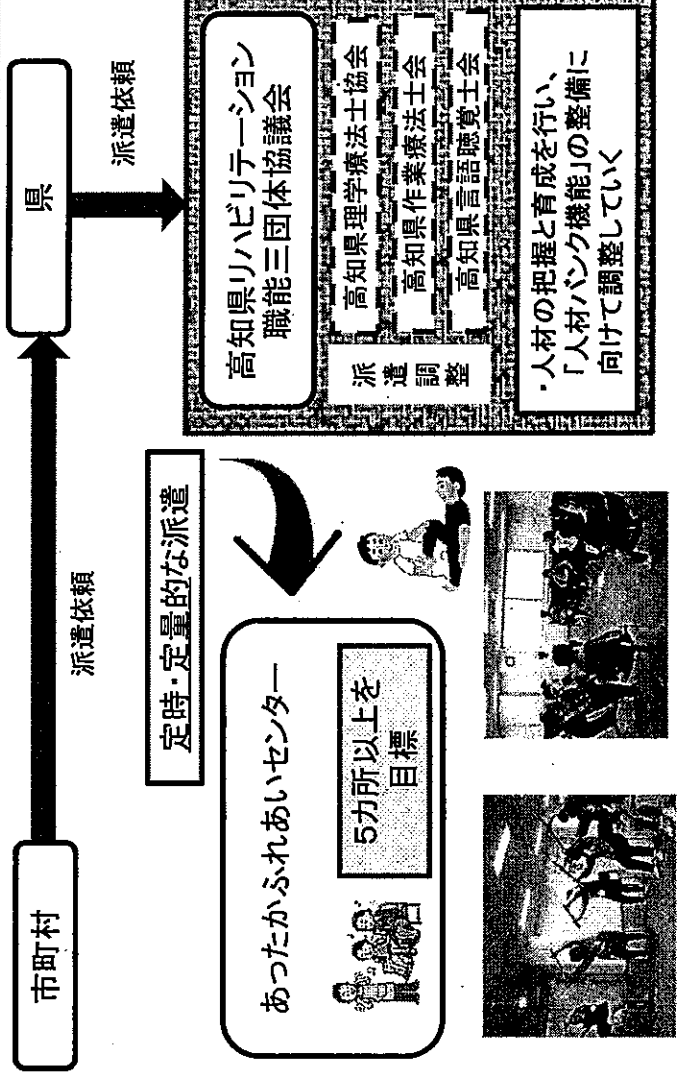 市町村
派遣依頼
県
派遣依頼
定時・定量的な派遣
あったかふれあいセンター
5カ所以上を
目標
高知県リハビリテーション
職能三団体協議会
派遣調整
高知県理学療法士協会
高知県作業療法士会
高知県言語聴覚士会
・人材の把握と育成を行い、
「人材バンク機能」の整備に
向けて調整していく